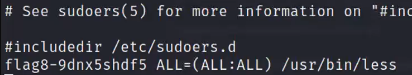 # See sudoers(5) for more information on "#inc
#includedir /etc/sudoers.d
flag8-9dnx5shdf5 ALL=(ALL:ALL) /usr/bin/less